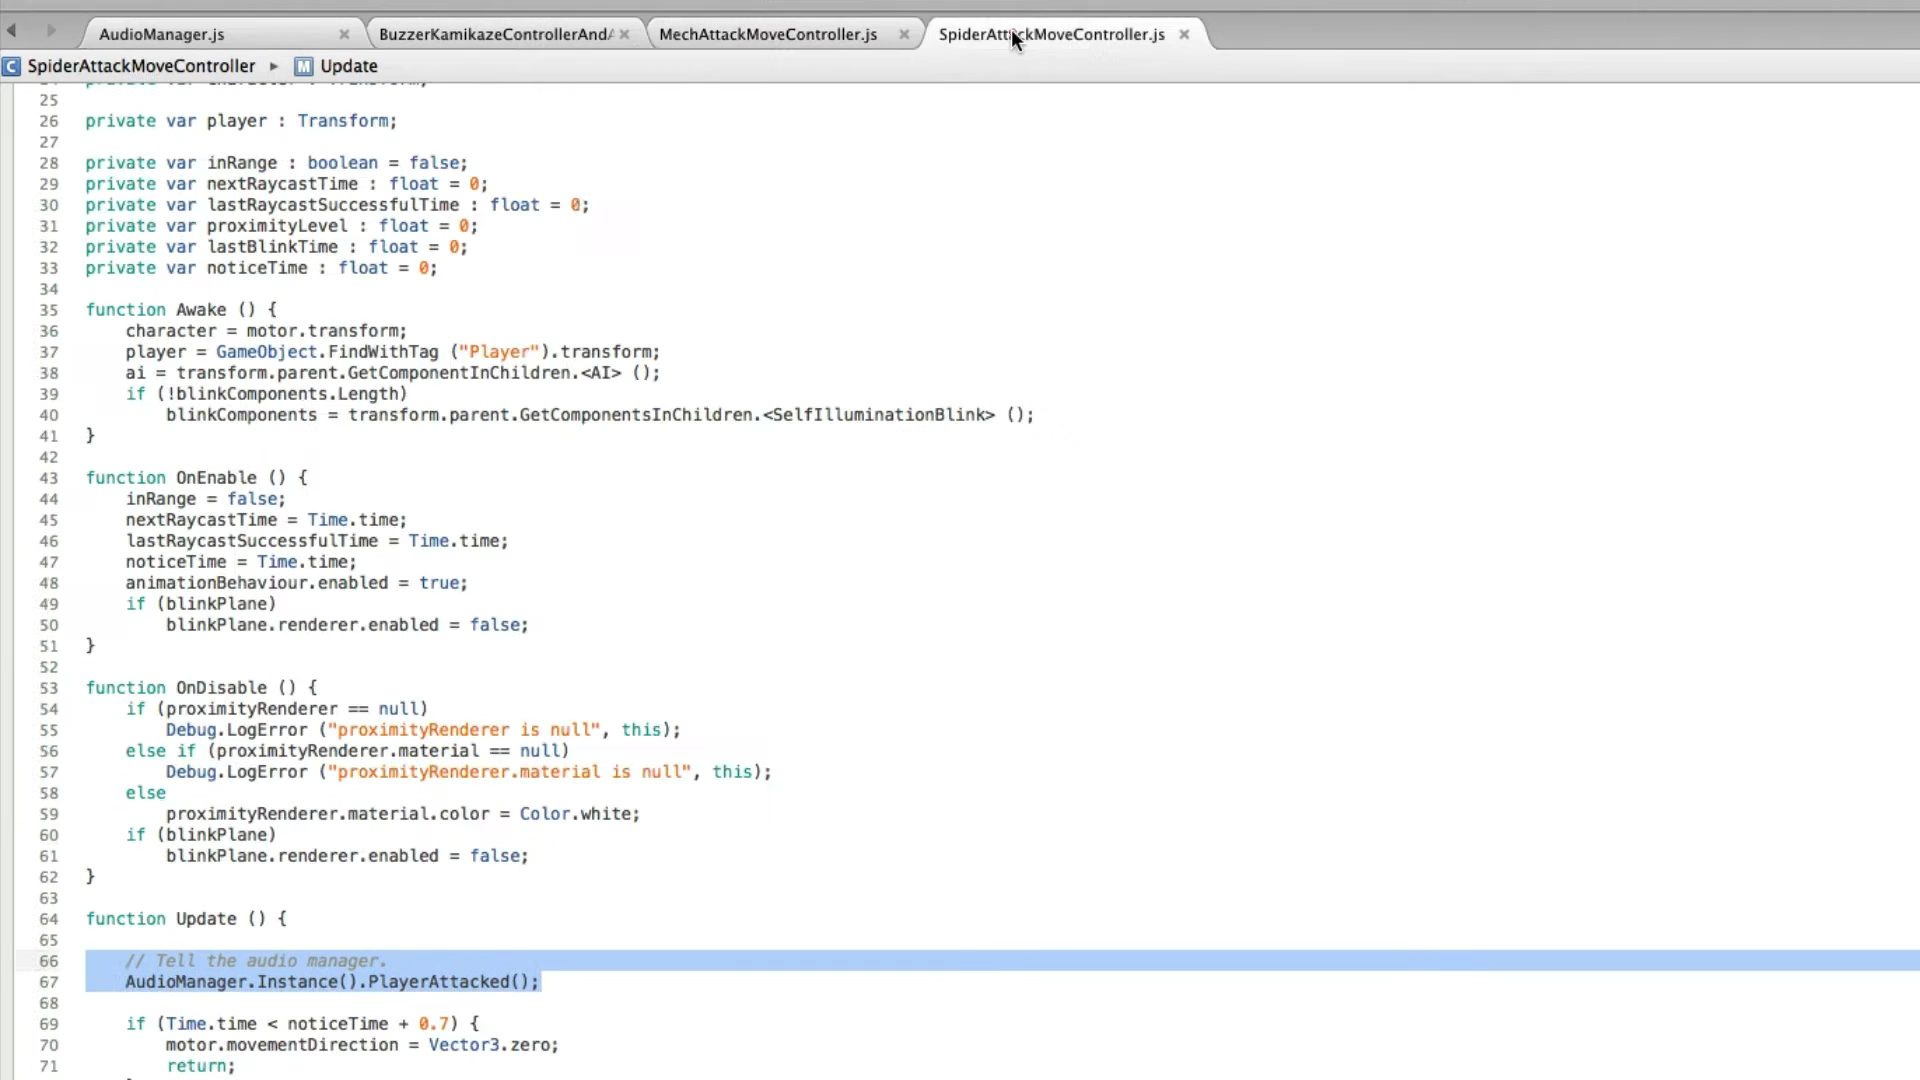 AudioManager.js
BuzzerKamikazeControllerAnd
MechAttackMoveController.js
SpiderAttackMoveController.js
C SpiderAttackMoveController ▸ M Update
25
26 private var player : Transform;
27
28 private var inRange : boolean = false;
29 private var nextRaycastTime : float = 0;
30 private var lastRaycastSuccessfulTime : float = 0;
31 private var proximityLevel : float = 0;
32 private var lastBlinkTime : float = 0;
33 private var noticeTime : float = 0;
34
35 function Awake () {
36 character = motor.transform;
37 player = GameObject.FindWithTag ("Player").transform;
38 ai = transform.parent.GetComponentInChildren.<AI> ();
39 if (!blinkComponents.Length)
40 blinkComponents = transform.parent.GetComponentsInChildren.<SelfIlluminationBlink> ();
41 }
42
43 function OnEnable () {
44 inRange = false;
45 nextRaycastTime = Time.time;
46 lastRaycastSuccessfulTime = Time.time;
47 noticeTime = Time.time;
48 animationBehaviour.enabled = true;
49 if (blinkPlane)
50 blinkPlane.renderer.enabled = false;
51 }
52
53 function OnDisable () {
54 if (proximityRenderer == null)
55 Debug.LogError ("proximityRenderer is null", this);
56 else if (proximityRenderer.material == null)
57 Debug.LogError ("proximityRenderer.material is null", this);
58 else
59 proximityRenderer.material.color = Color.white;
60 if (blinkPlane)
61 blinkPlane.renderer.enabled = false;
62 }
63
64 function Update () {
65
66 // Tell the audio manager.
67 AudioManager.Instance().PlayerAttacked();
68
69 if (Time.time < noticeTime + 0.7) {
70 motor.movementDirection = Vector3.zero;
71 return;